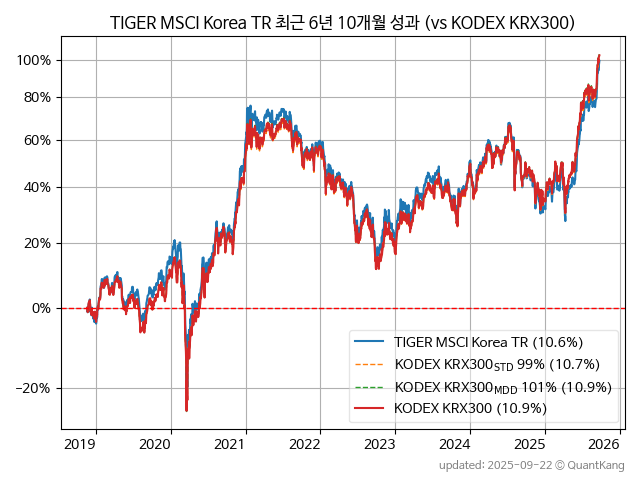 TIGER MSCI Korea TR 최근 6년 10개월 성과 (vs KODEX KRX300)
100%
80%
60%
40%
20%
0%
−20%
TIGER MSCI Korea TR (10.6%)
KODEX KRX300STD 99% (10.7%)
KODEX KRX300MDD 101% (10.9%)
KODEX KRX300 (10.9%)
2019 2020 2021 2022 2023 2024 2025 2026
updated: 2025-09-22 © QuantKang